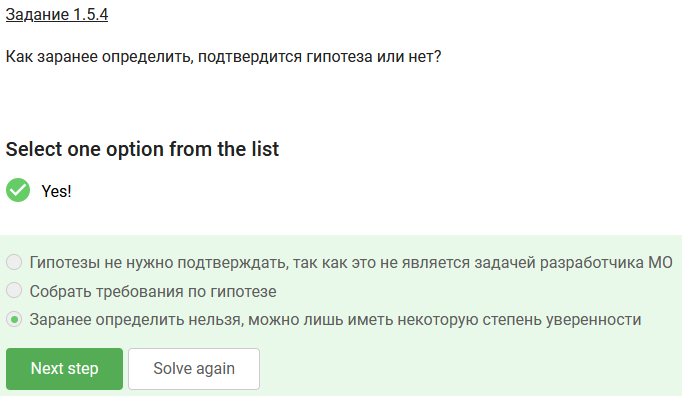 Задание 1.5.4
Как заранее определить, подтвердится гипотеза или нет?
Select one option from the list
Yes!
Гипотезы не нужно подтверждать, так как это не является задачей разработчика МО
Собрать требования по гипотезе
Заранее определить нельзя, можно лишь иметь некоторую степень уверенности
Next step
Solve again